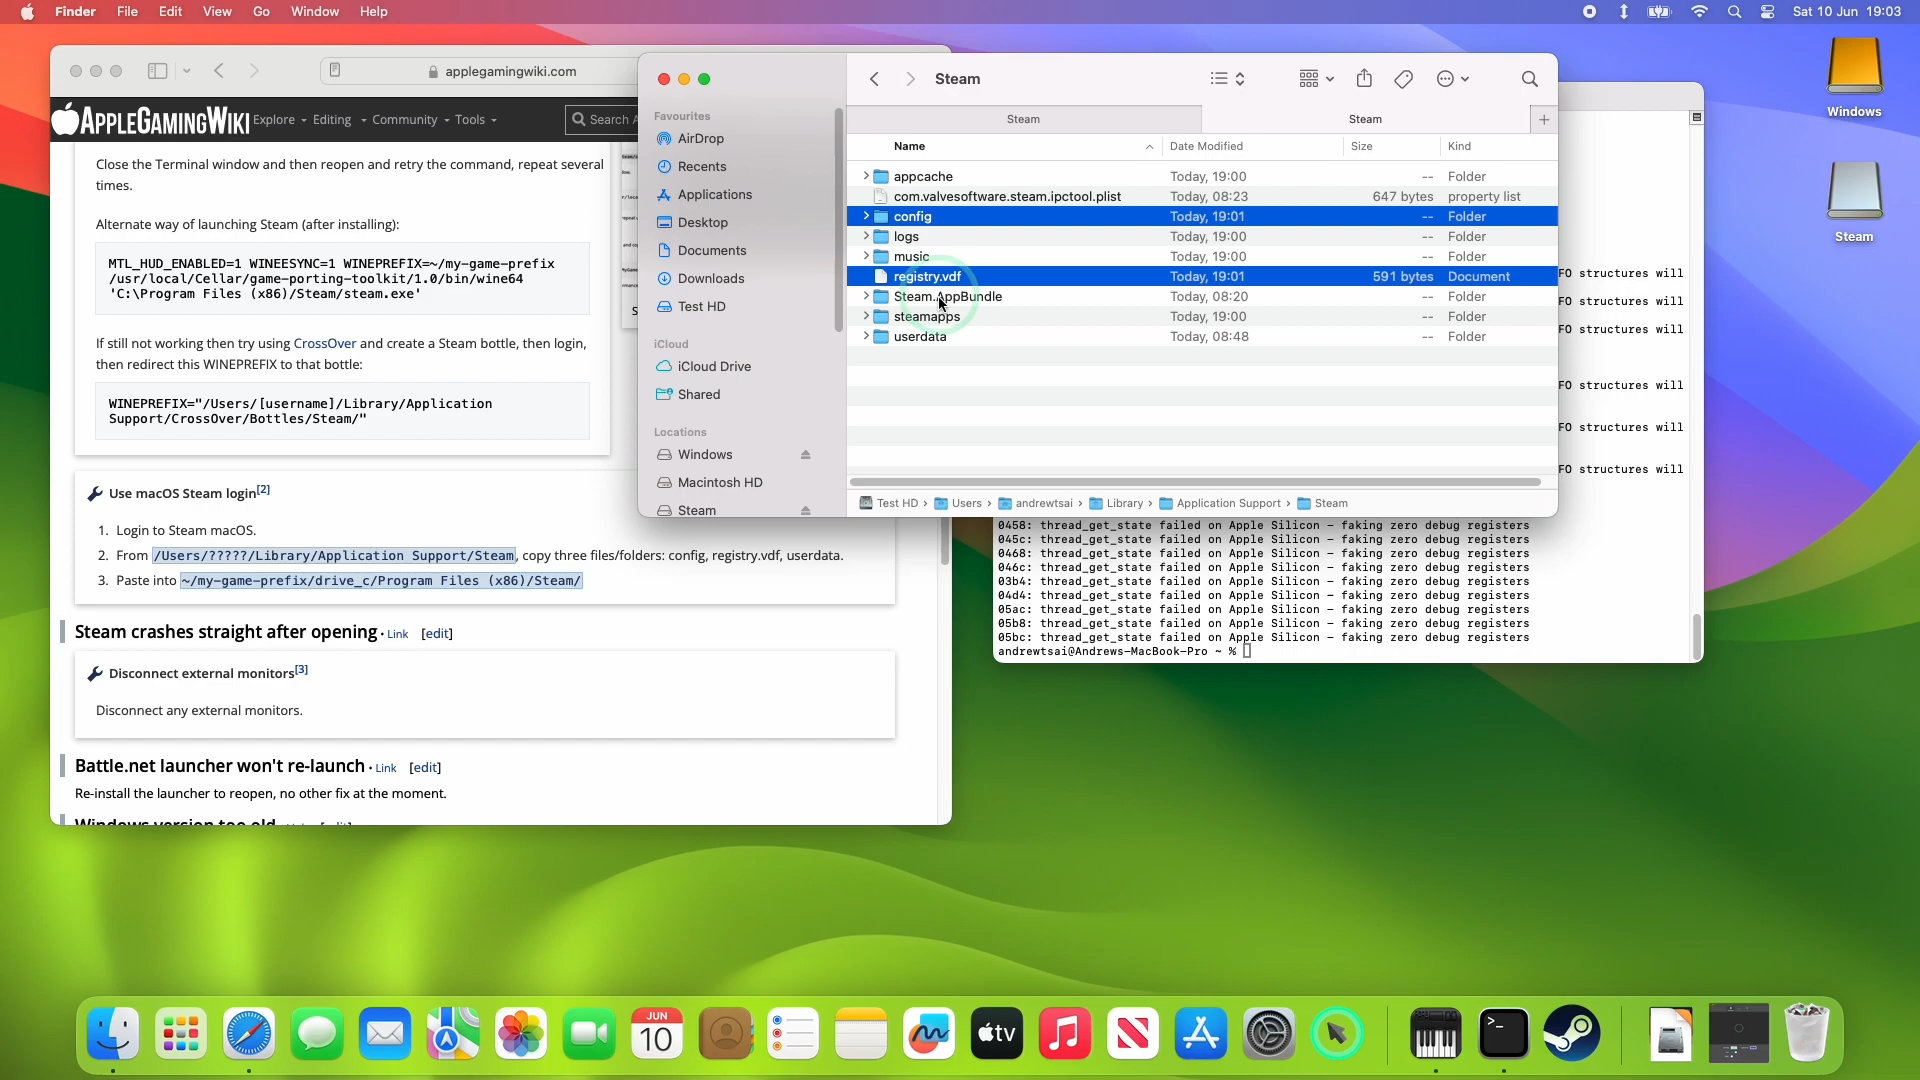 Finder File Edit View Go Window Help
Sat 10 Jun 19:03
applegamingwiki.com
APPLEGAMINGWIKI Explore Editing Community Tools
Search A
Close the Terminal window and then reopen and retry the command, repeat several
times.
Alternate way of launching Steam (after installing):
MTL_HUD_ENABLED=1 WINEESYNC=1 WINEPREFIX=~/my-game-prefix
/usr/local/Cellar/game-porting-toolkit/1.0/bin/wine64
'C:\Program Files (x86)/Steam/steam.exe'
If still not working then try using CrossOver and create a Steam bottle, then login,
then redirect this WINEPREFIX to that bottle:
WINEPREFIX="/Users/[username]/Library/Application
Support/CrossOver/Bottles/Steam/"
Use macOS Steam login[2]
1. Login to Steam macOS.
2. From /Users/?????/Library/Application Support/Steam, copy three files/folders: config, registry.vdf, userdata.
3. Paste into ~/my-game-prefix/drive_c/Program Files (x86)/Steam/
Steam crashes straight after opening · Link [edit]
Disconnect external monitors[3]
Disconnect any external monitors.
Battle.net launcher won't re-launch · Link [edit]
Re-install the launcher to reopen, no other fix at the moment.
Windows version too old
Favourites
AirDrop
Recents
Applications
Desktop
Documents
Downloads
Test HD
iCloud
iCloud Drive
Shared
Locations
Windows
Macintosh HD
Steam
Steam
Steam Steam
Name Date Modified Size Kind
appcache Today, 19:00 -- Folder
com.valvesoftware.steam.ipctool.plist Today, 08:23 647 bytes property list
config Today, 19:01 -- Folder
logs Today, 19:00 -- Folder
music Today, 19:00 -- Folder
registry.vdf Today, 19:01 591 bytes Document
Steam.AppBundle Today, 08:20 -- Folder
steamapps Today, 19:00 -- Folder
userdata Today, 08:48 -- Folder
Test HD › Users › andrewtsai › Library › Application Support › Steam
FO structures will
FO structures will
FO structures will
FO structures will
FO structures will
FO structures will
0458: thread_get_state failed on Apple Silicon - faking zero debug registers
045c: thread_get_state failed on Apple Silicon - faking zero debug registers
0468: thread_get_state failed on Apple Silicon - faking zero debug registers
046c: thread_get_state failed on Apple Silicon - faking zero debug registers
03b4: thread_get_state failed on Apple Silicon - faking zero debug registers
04d4: thread_get_state failed on Apple Silicon - faking zero debug registers
05ac: thread_get_state failed on Apple Silicon - faking zero debug registers
05b8: thread_get_state failed on Apple Silicon - faking zero debug registers
05bc: thread_get_state failed on Apple Silicon - faking zero debug registers
andrewtsai@Andrews-MacBook-Pro ~ %
Windows
Steam
JUN
10
tv